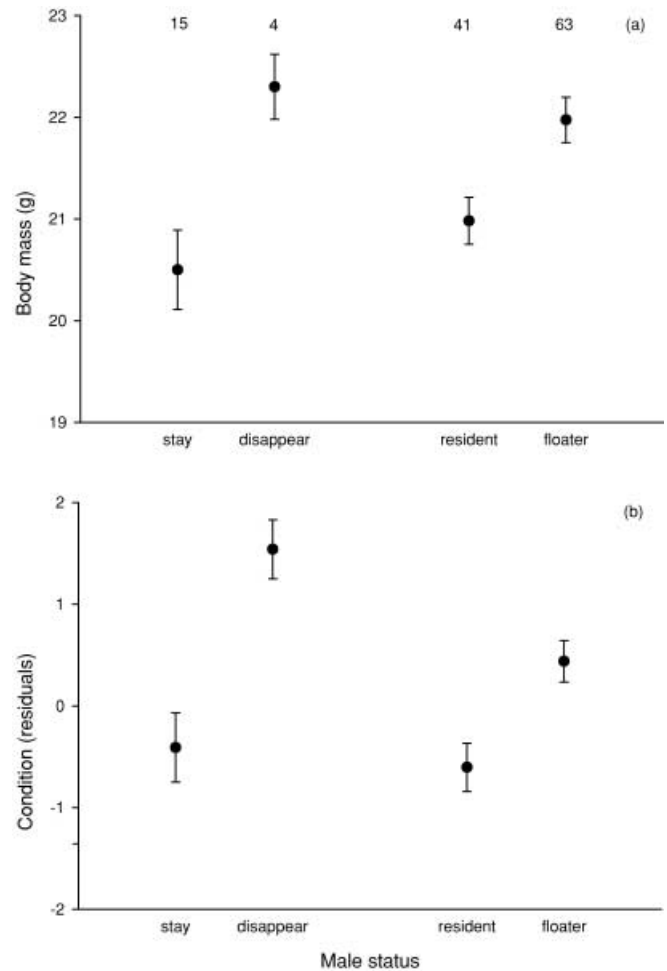 23 15 4 41 63 (a)
22
21
20
19
Body mass (g)
stay disappear resident floater
2 (b)
1
0
-1
-2
Condition (residuals)
stay disappear resident floater
Male status